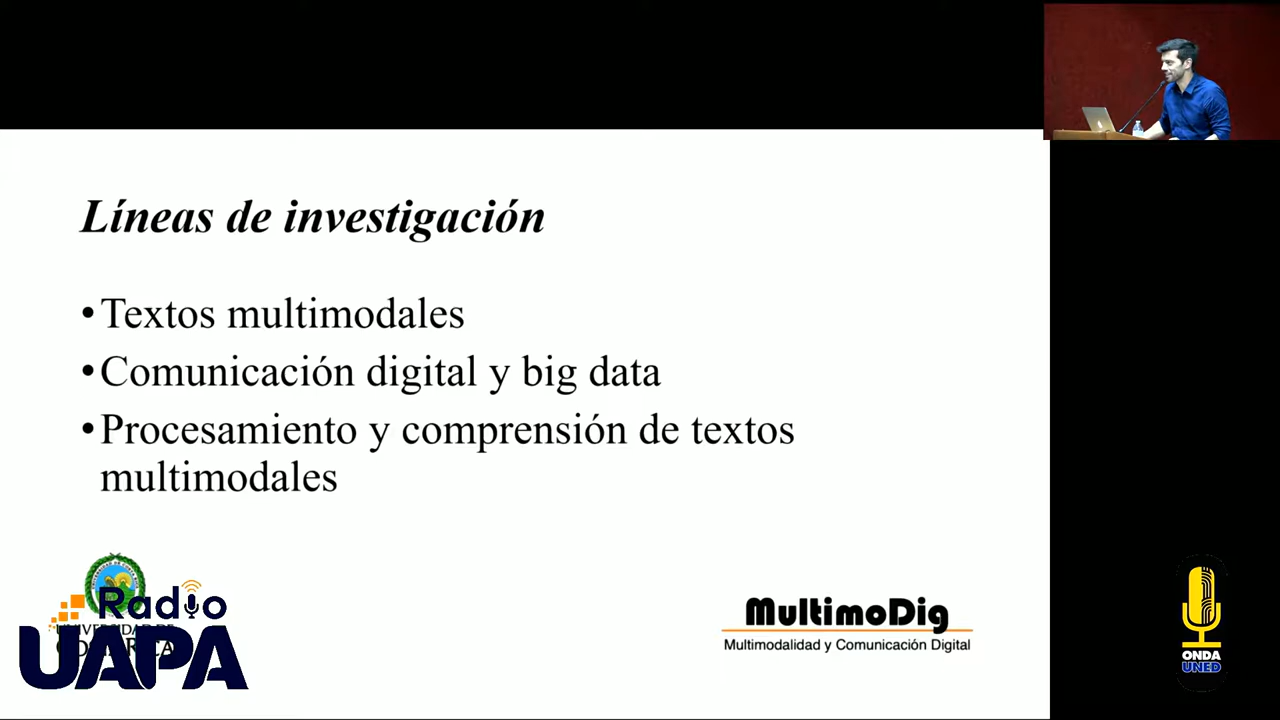 Líneas de investigación
•Textos multimodales
•Comunicación digital y big data
•Procesamiento y comprensión de textos
multimodales
Radio
UAPA
MultimoDig
Multimodalidad y Comunicación Digital
ONDA
UNED